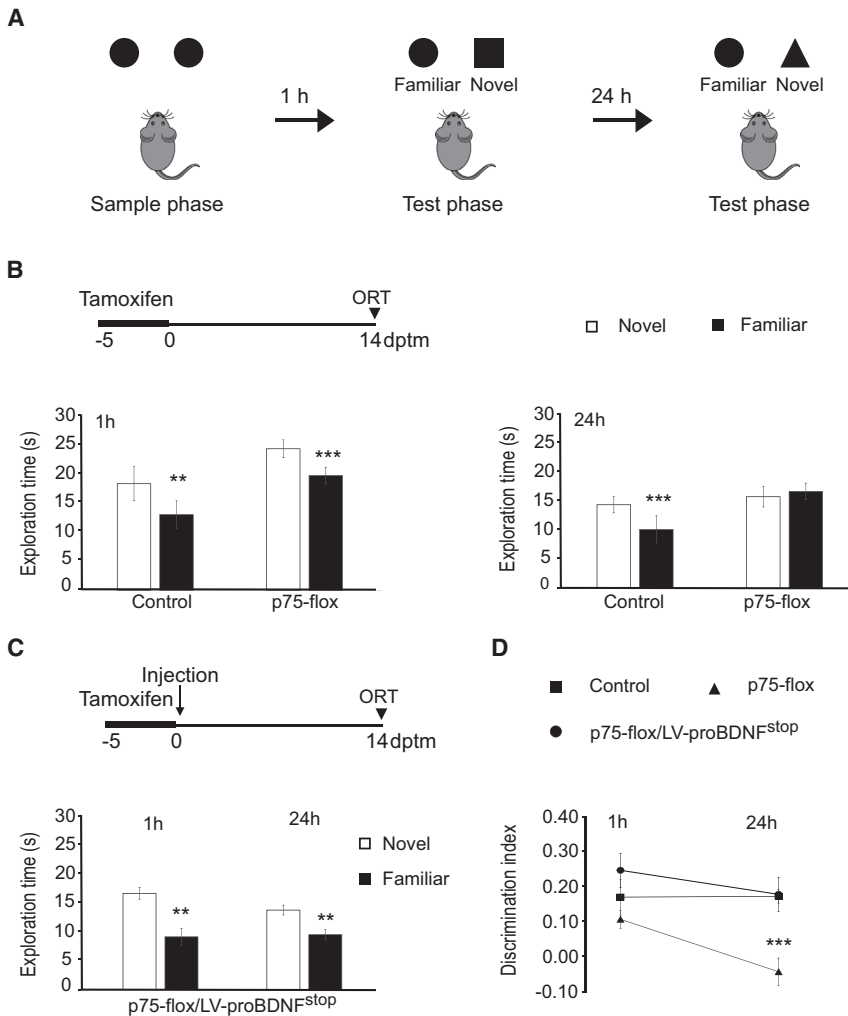 A
1 h
24 h
Familiar Novel
Familiar Novel
Sample phase
Test phase
Test phase
B
Tamoxifen
ORT
-5 0 14 dptm
Novel Familiar
Exploration time (s)
30
25
20
15
10
5
0
1h
**
***
Control p75-flox
Exploration time (s)
30
25
20
15
10
5
0
24h
***
Control p75-flox
C
Injection
Tamoxifen
ORT
-5 0 14 dptm
Exploration time (s)
30
25
20
15
10
5
0
1h
24h
Novel
Familiar
**
**
p75-flox/LV-proBDNFstop
D
Control p75-flox
p75-flox/LV-proBDNFstop
Discrimination index
0.40
0.30
0.20
0.10
0.00
-0.10
1h
24h
***